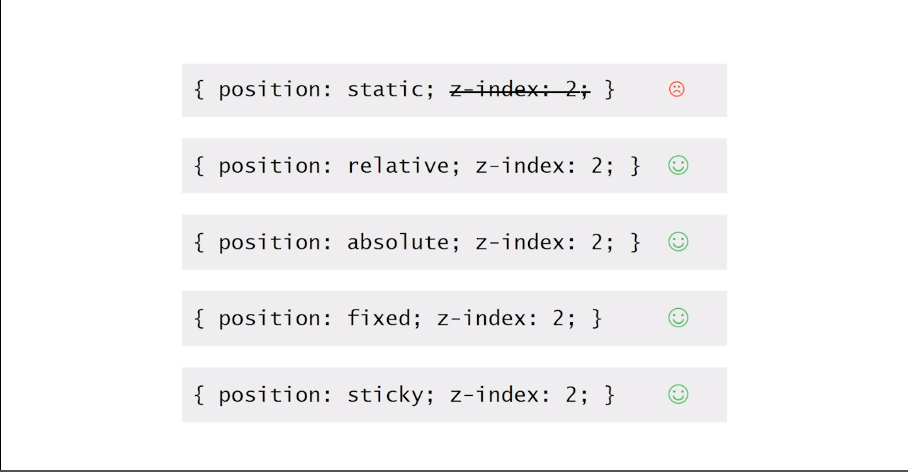 { position: static; z-index: 2; }
{ position: relative; z-index: 2; }
{ position: absolute; z-index: 2; }
{ position: fixed; z-index: 2; }
{ position: sticky; z-index: 2; }